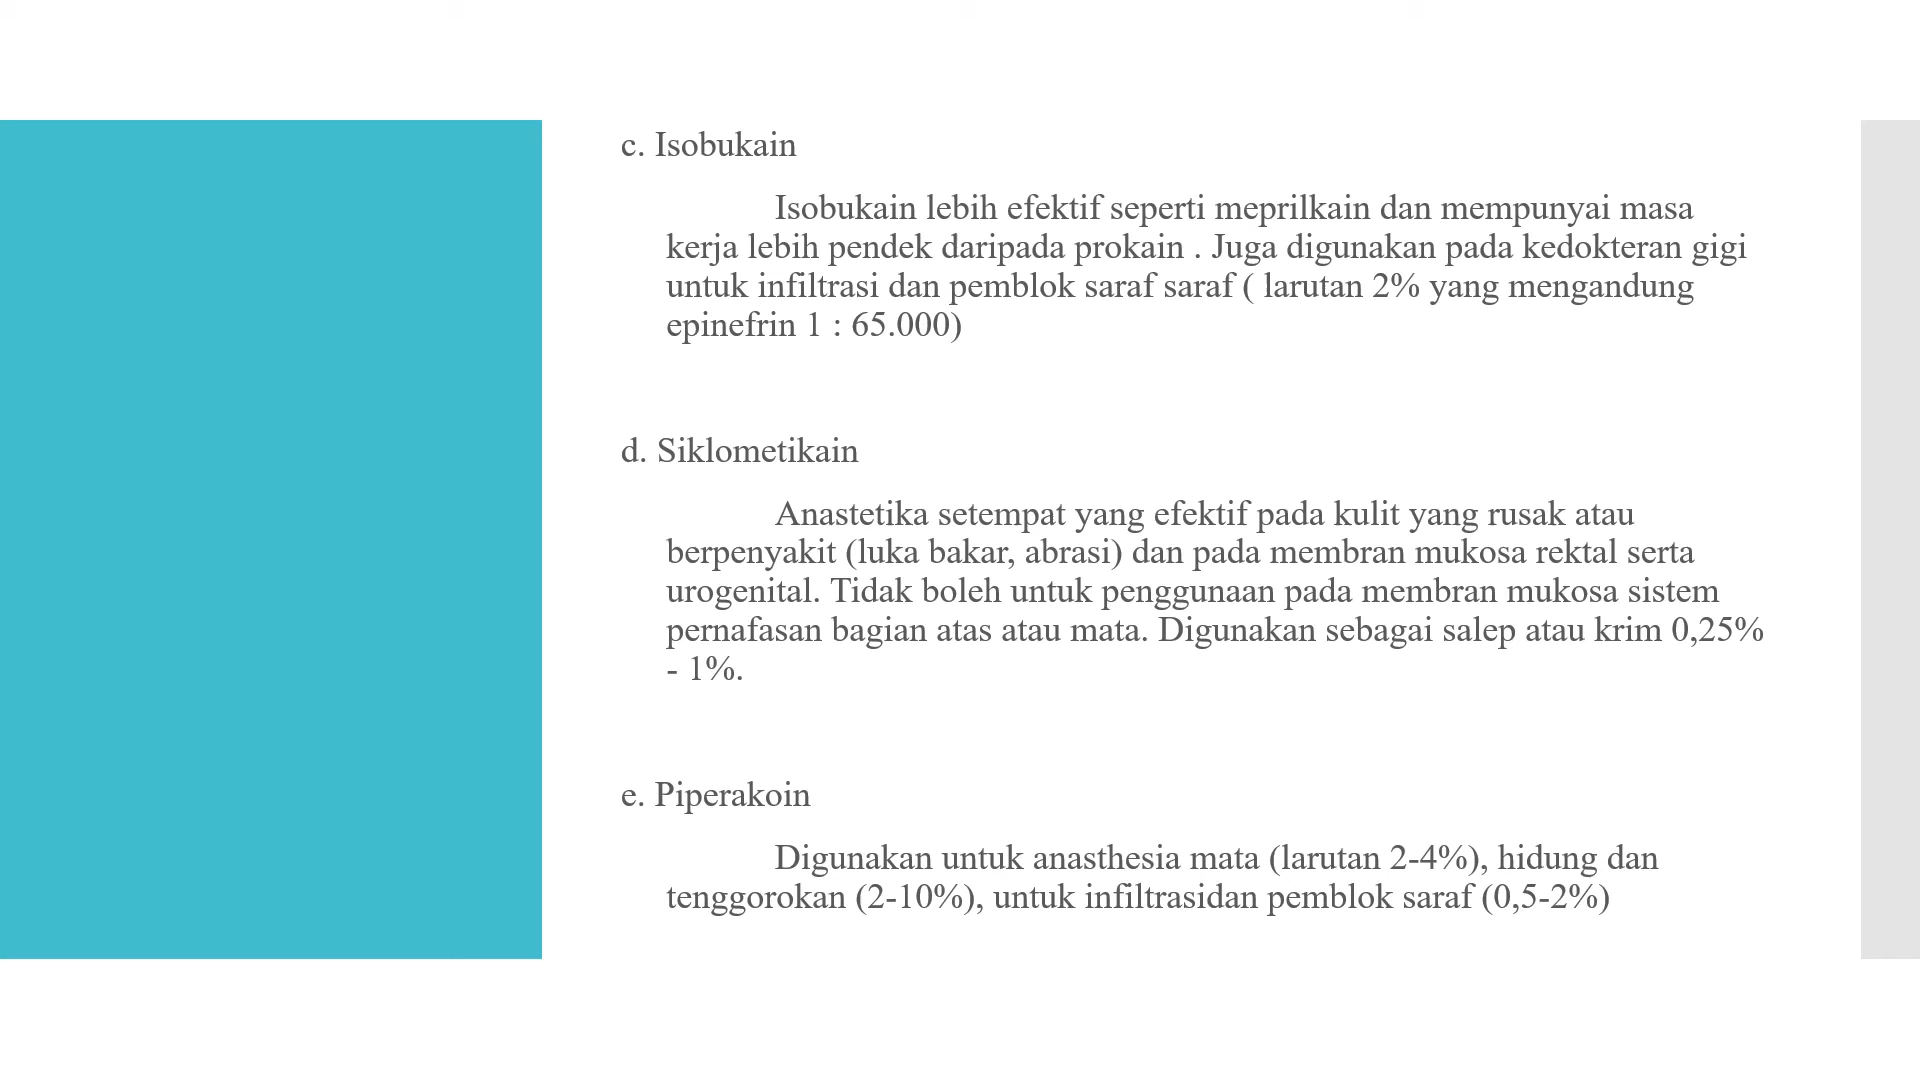 c. Isobukain
Isobukain lebih efektif seperti meprilkain dan mempunyai masa
kerja lebih pendek daripada prokain . Juga digunakan pada kedokteran gigi
untuk infiltrasi dan pemblok saraf saraf ( larutan 2% yang mengandung
epinefrin 1 : 65.000)
d. Siklometikain
Anastetika setempat yang efektif pada kulit yang rusak atau
berpenyakit (luka bakar, abrasi) dan pada membran mukosa rektal serta
urogenital. Tidak boleh untuk penggunaan pada membran mukosa sistem
pernafasan bagian atas atau mata. Digunakan sebagai salep atau krim 0,25%
- 1%.
e. Piperakoin
Digunakan untuk anasthesia mata (larutan 2-4%), hidung dan
tenggorokan (2-10%), untuk infiltrasidan pemblok saraf (0,5-2%)